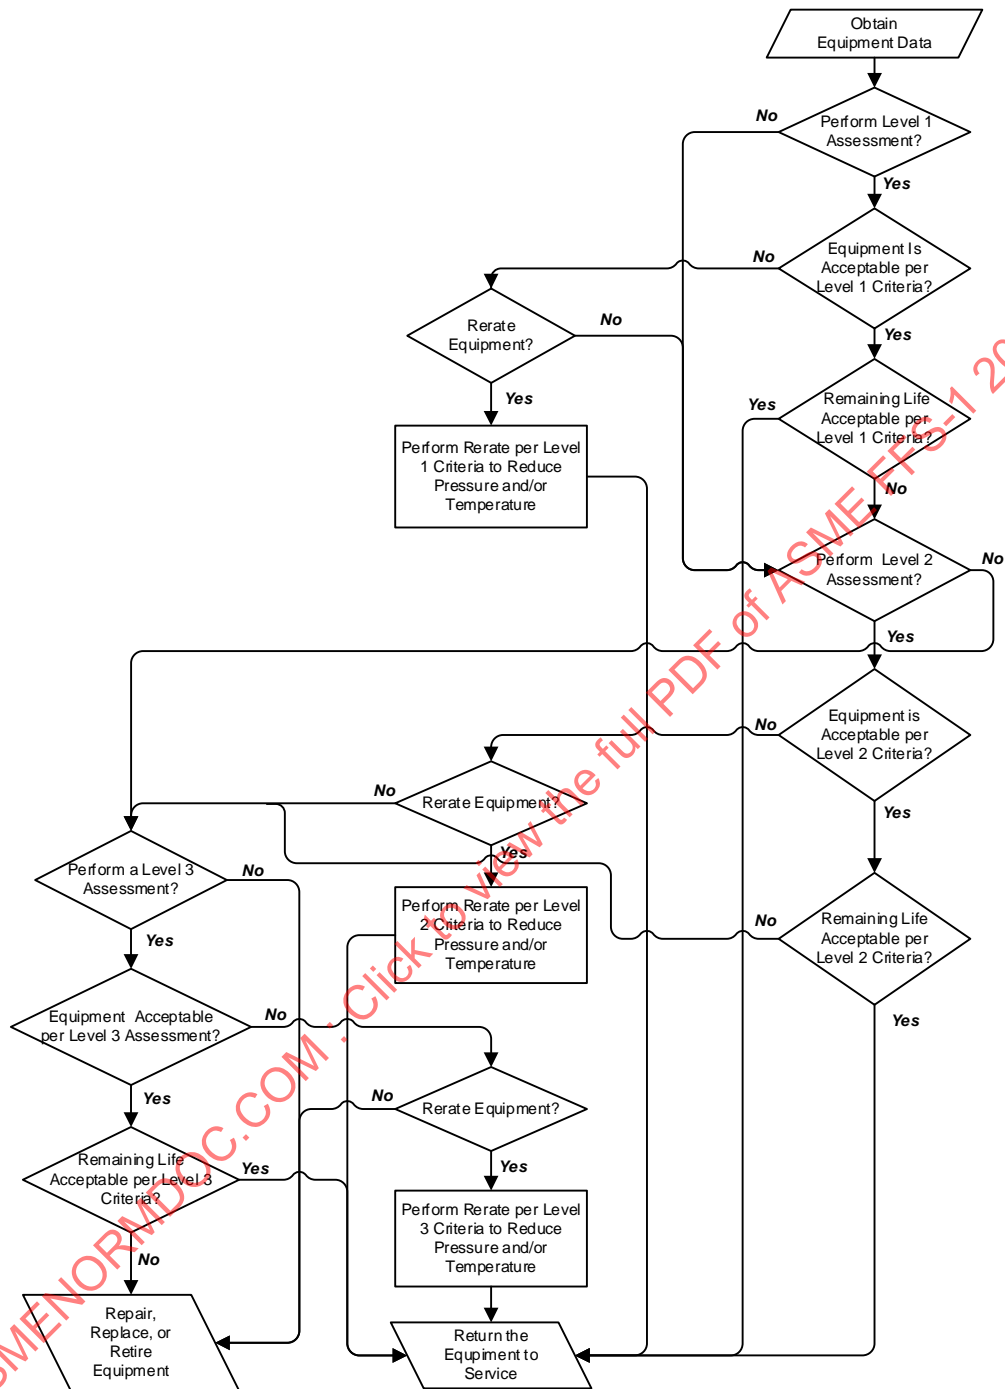 Obtain
Equipment Data
No
Perform Level 1
Assessment?
Yes
Equipment Is
Acceptable per
Level 1 Criteria?
No
Rerate
Equipment?
No
Yes
Yes
Remaining Life
Acceptable per
Level 1 Criteria?
Yes
Perform Rerate per Level
1 Criteria to Reduce
Pressure and/or
Temperature
No
Perform Level 2
Assessment?
No
Yes
Equipment is
Acceptable per
Level 2 Criteria?
No
Rerate Equipment?
No
Yes
Yes
Perform a Level 3
Assessment?
No
Perform Rerate per Level
2 Criteria to Reduce
Pressure and/or
Temperature
No
Remaining Life
Acceptable per
Level 2 Criteria?
Yes
Yes
Equipment Acceptable
per Level 3 Assessment?
No
Yes
No
Rerate Equipment?
Remaining Life
Acceptable per Level 3
Criteria?
Yes
Yes
Perform Rerate per Level
3 Criteria to Reduce
Pressure and/or
Temperature
No
Repair,
Replace, or
Retire
Equipment
Return the
Equpiment to
Service
SMENORMDOC.COM : Click to view the full PDF of ASME FFS-1 20